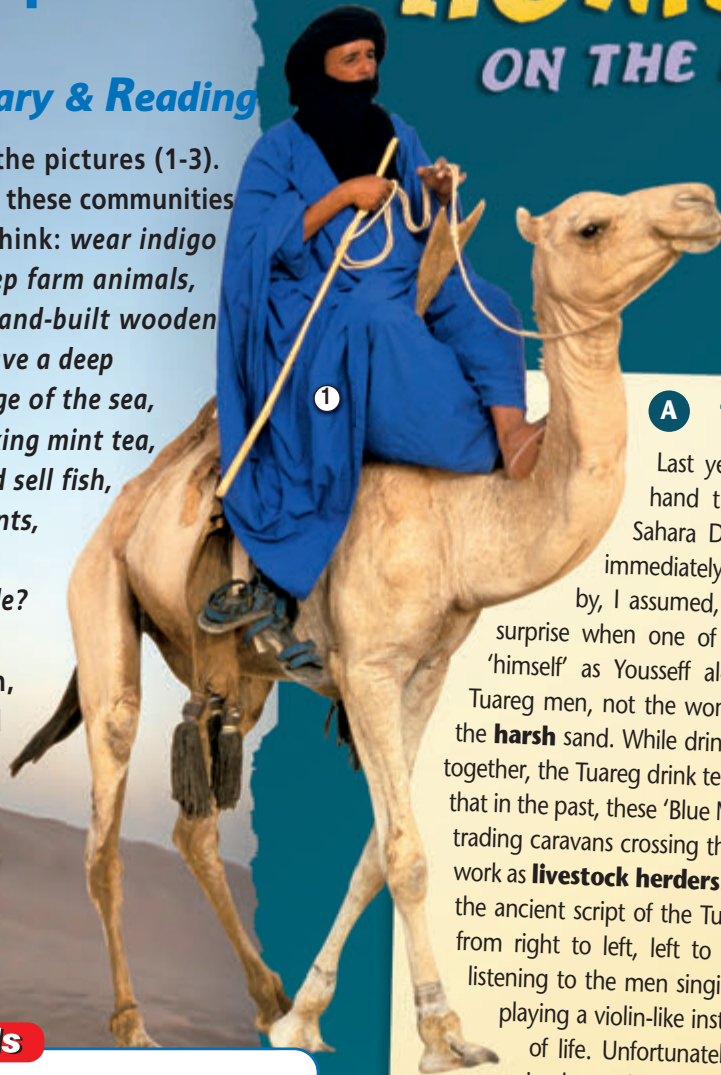 ary & Reading
the pictures (1-3).
these communities
hink: wear indigo
ep farm animals,
and-built wooden
ve a deep
ge of the sea,
ing mint tea,
d sell fish,
nts,
le?
n,
1
ON THE
A
Last ye
hand t
Sahara D
immediately
by, I assumed,
surprise when one of
'himself' as Yousseff al
Tuareg men, not the wor
the harsh sand. While drin
together, the Tuareg drink te
that in the past, these 'Blue M
trading caravans crossing th
work as livestock herders
the ancient script of the Tu
from right to left, left to
listening to the men singi
playing a violin-like inst
of life. Unfortunatel
ls